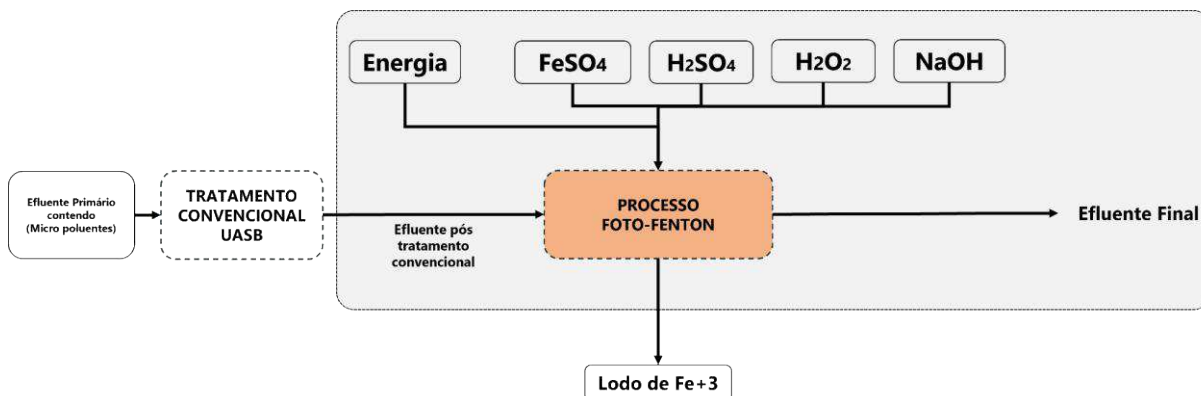 Energia
FeSO4
H2SO4
H2O2
NaOH
Efluente Primário
contendo
(Micro poluentes)
TRATAMENTO
CONVENCIONAL
UASB
Efluente pós
tratamento
convencional
PROCESSO
FOTO-FENTON
Efluente Final
Lodo de Fe+3